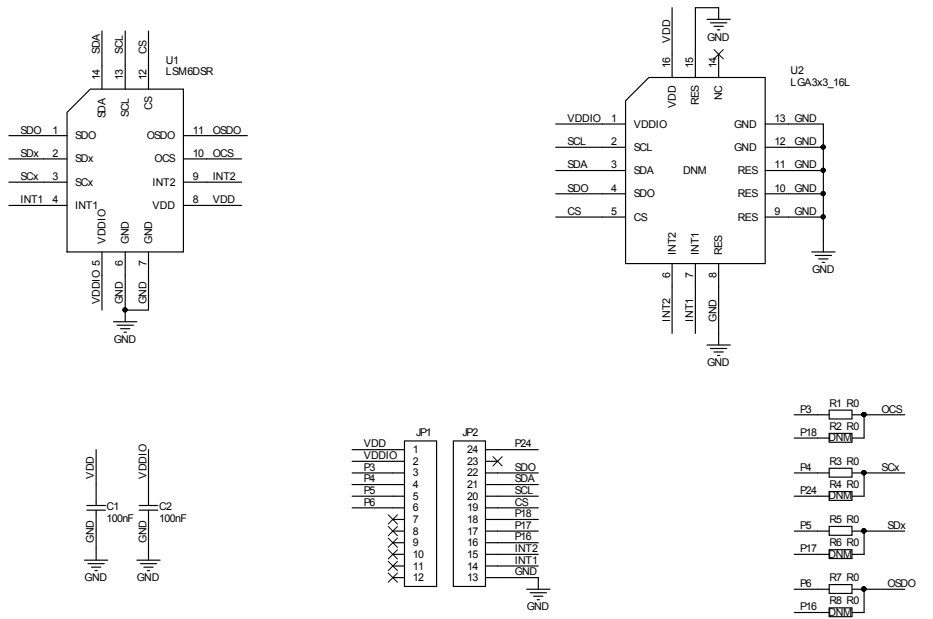 SDA SCL CS
14 13 12
U1
LSM6DSR
SDA SCL CS
SDO 1 SDO OSDO 11 OSDO
SDx 2 SDx OCS 10 OCS
SCx 3 SCx INT2 9 INT2
INT1 4 INT1 VDD 8 VDD
VDDIO GND GND
5 6 7
VDDIO GND GND
GND
VDD
GND
16 15 14
U2
LGA3x3_16L
VDD RES NC
VDDIO 1 VDDIO GND 13 GND
SCL 2 SCL GND 12 GND
SDA 3 SDA DNM RES 11 GND
SDO 4 SDO RES 10 GND
CS 5 CS RES 9 GND
GND
INT2 INT1 RES
6 7 8
INT2 INT1 GND
GND
VDD VDDIO
C1
100nF
C2
100nF
GND GND
GND GND
JP1 JP2
VDD 1 24 P24
VDDIO 2 23
P3 3 22 SDO
P4 4 21 SDA
P5 5 20 SCL
P6 6 19 CS
7 18 P18
8 17 P17
9 16 P16
10 15 INT2
11 14 INT1
12 13 GND
GND
P3 R1 R0 OCS
P18 R2 R0
DNM
P4 R3 R0 SCx
P24 R4 R0
DNM
P5 R5 R0 SDx
P17 R6 R0
DNM
P6 R7 R0 OSDO
P16 R8 R0
DNM